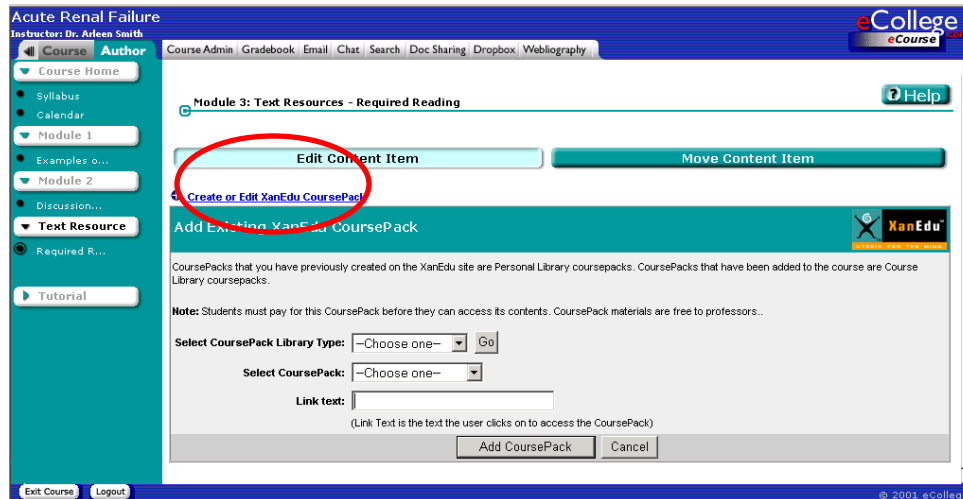 Acute Renal Failure
Instructor: Dr. Arleen Smith
eCollege
.com
eCourse
Course Author
Course Admin Gradebook Email Chat Search Doc Sharing Dropbox Webliography
Course Home
Syllabus
Calendar
Module 1
Examples o...
Module 2
Discussion...
Text Resource
Required R...
Tutorial
Module 3: Text Resources - Required Reading
? Help
Edit Content Item
Move Content Item
Create or Edit XanEdu CoursePack
Add Existing XanEdu CoursePack
XanEdu™
UTOPIA FOR THE MIND.
CoursePacks that you have previously created on the XanEdu site are Personal Library coursepacks. CoursePacks that have been added to the course are Course
Library coursepacks.
Note: Students must pay for this CoursePack before they can access its contents. CoursePack materials are free to professors..
Select CoursePack Library Type: --Choose one-- Go
Select CoursePack: --Choose one--
Link text:
(Link Text is the text the user clicks on to access the CoursePack)
Add CoursePack Cancel
Exit Course Logout
© 2001 eColleg